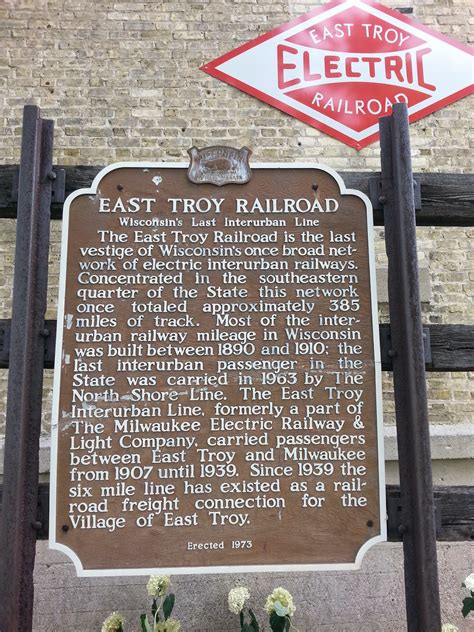 EAST TROY
ELECTRIC
RAILROAD
EAST TROY RAILROAD
Wisconsin's Last Interurban Line
The East Troy Railroad is the last
vestige of Wisconsin's once broad net-
work of electric interurban railways.
Concentrated in the southeastern
quarter of the State this network
once totaled approximately 385
miles of track. Most of the inter-
urban railway mileage in Wisconsin
was built between 1890 and 1910; the
last interurban passenger in the
State was carried in 1963 by The
North Shore Line. The East Troy
Interurban Line, formerly a part of
The Milwaukee Electric Railway &
Light Company, carried passengers
between East Troy and Milwaukee
from 1907 until 1939. Since 1939 the
six mile line has existed as a rail-
road freight connection for the
Village of East Troy.
Erected 1973